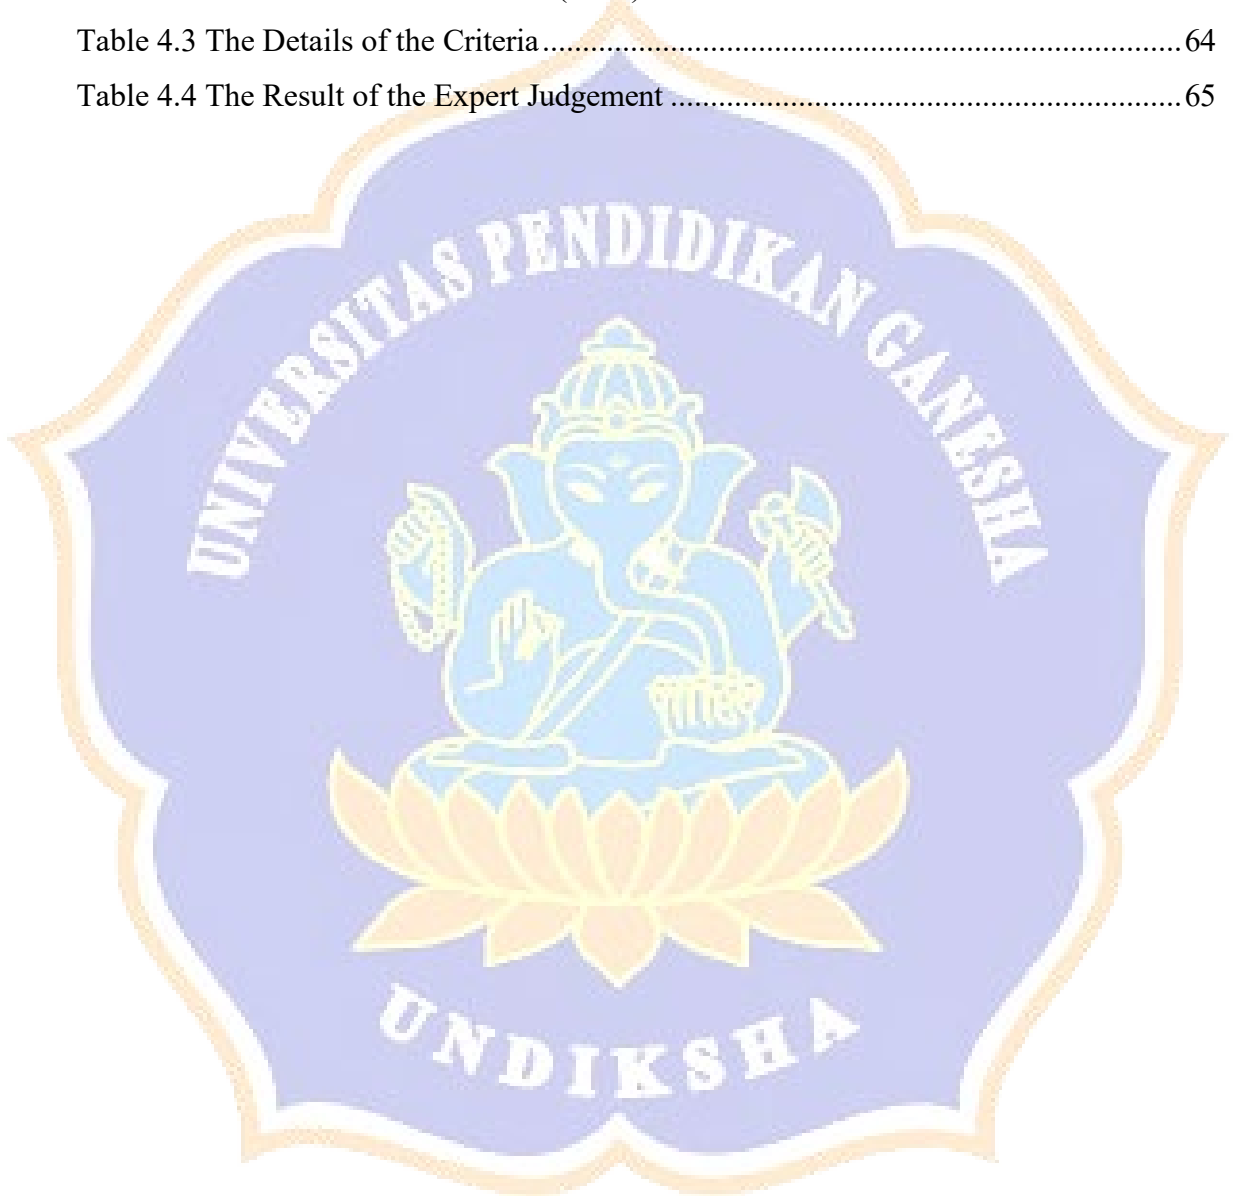 Table 4.3 The Details of the Criteria................................................................................64
Table 4.4 The Result of the Expert Judgement ................................................................65
UNIVERSITAS PENDIDIKAN GANESHA
UNDIKSHA